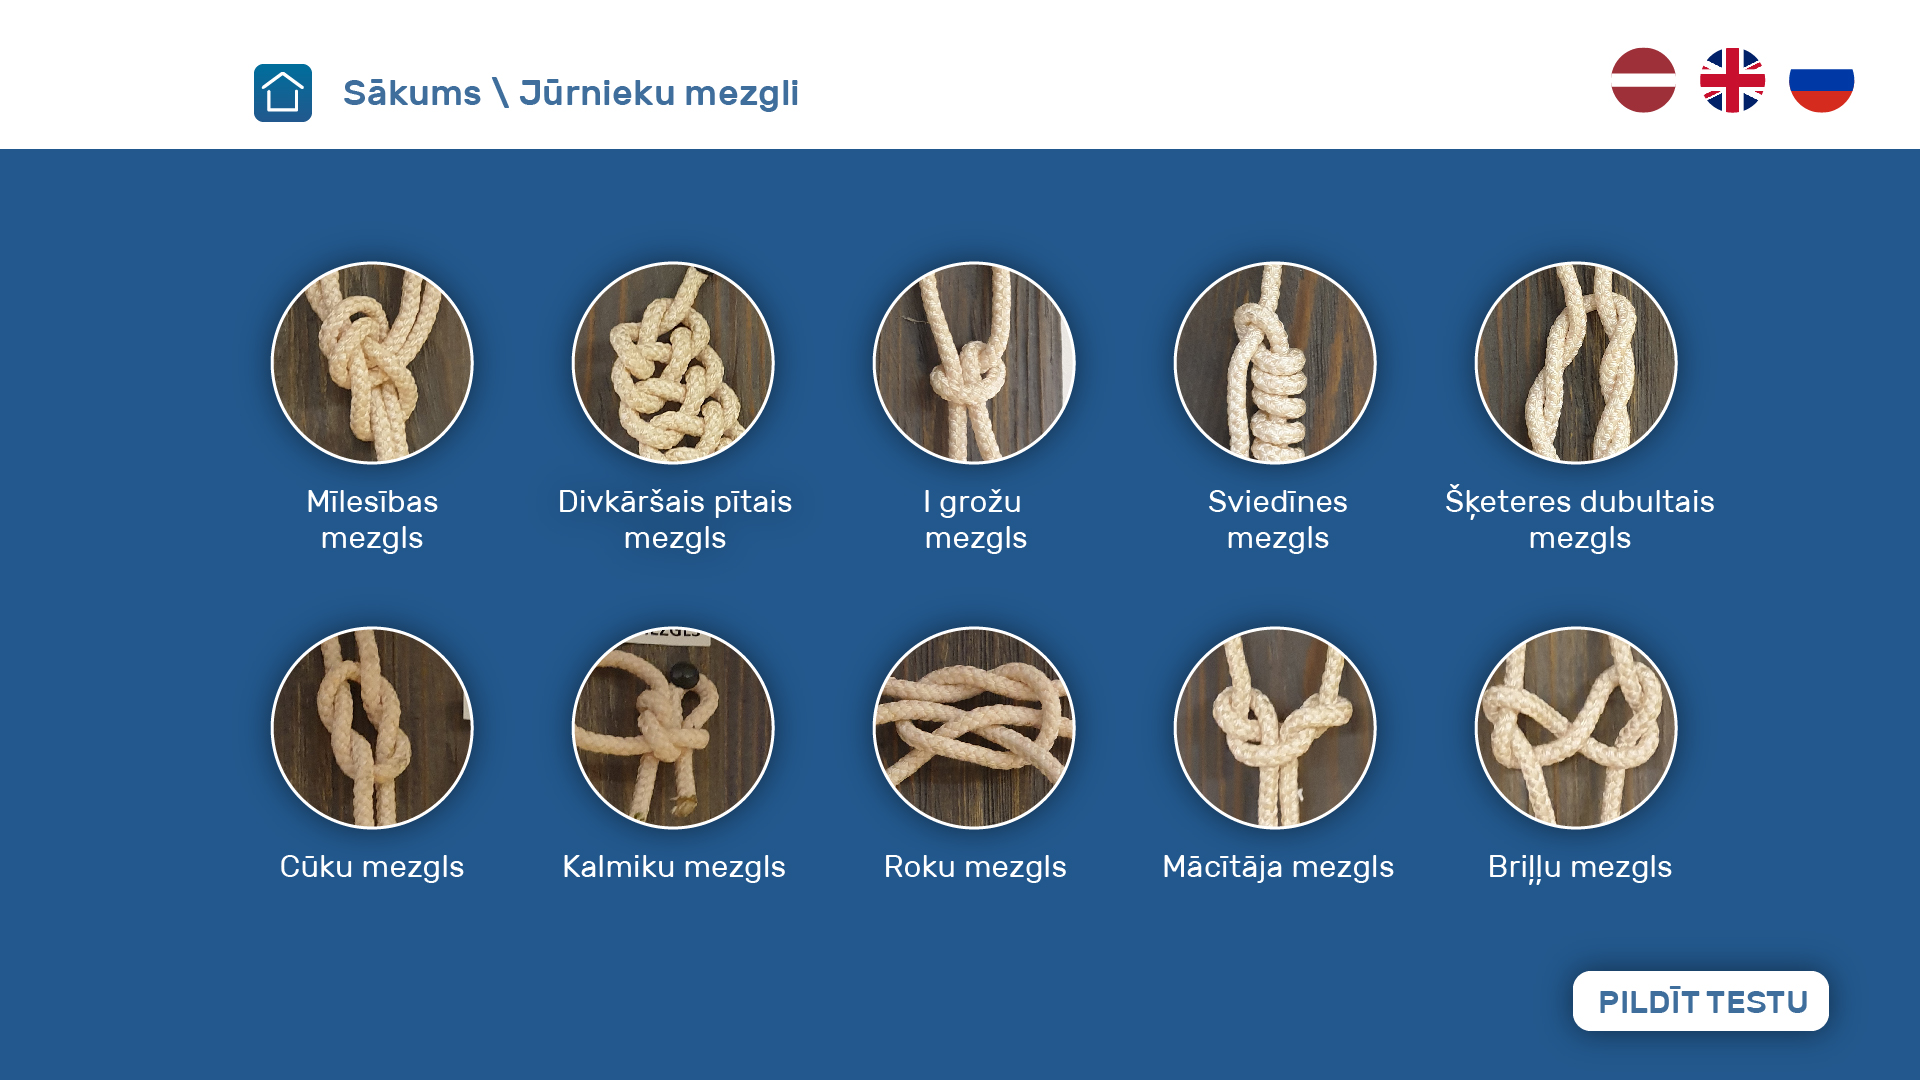 Sākums \ Jūrnieku mezgli
Mīlesības
mezgls
Divkāršais pītais
mezgls
I grožu
mezgls
Sviedīnes
mezgls
Šķeteres dubultais
mezgls
Cūku mezgls
Kalmiku mezgls
Roku mezgls
Mācītāja mezgls
Briļļu mezgls
PILDĪT TESTU